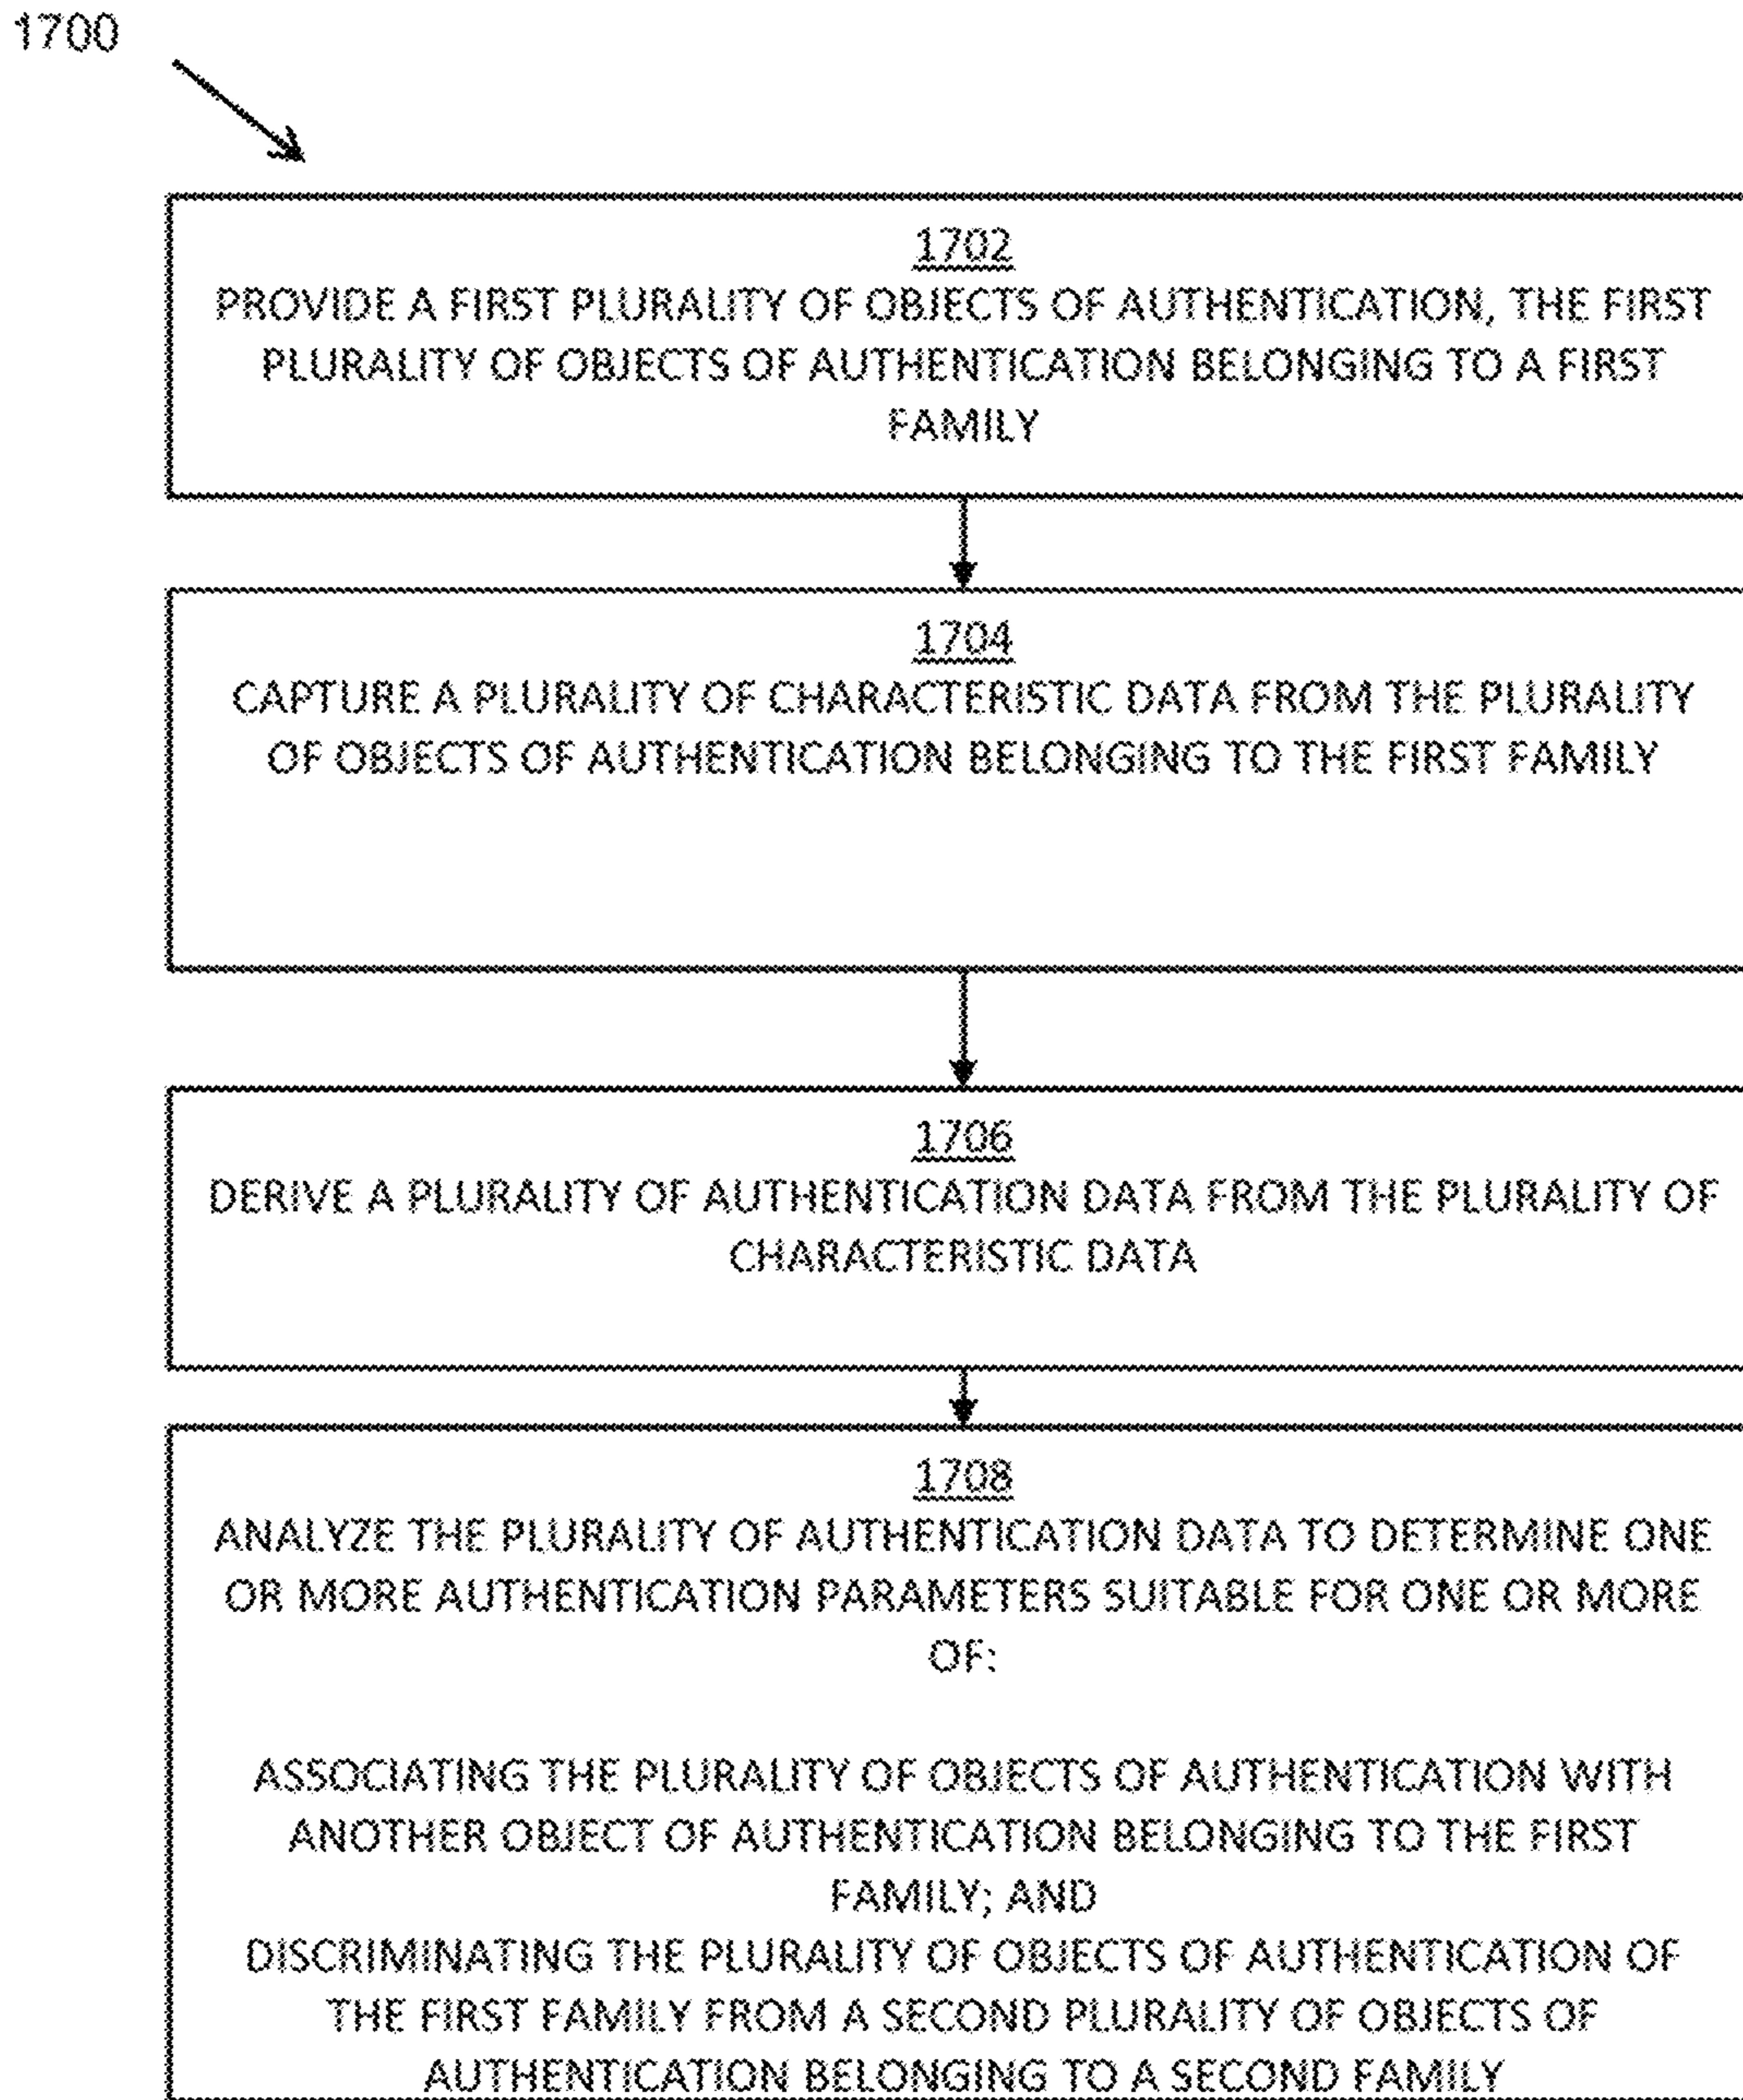 1700
1702
PROVIDE A FIRST PLURALITY OF OBJECTS OF AUTHENTICATION, THE FIRST
PLURALITY OF OBJECTS OF AUTHENTICATION BELONGING TO A FIRST
FAMILY
1704
CAPTURE A PLURALITY OF CHARACTERISTIC DATA FROM THE PLURALITY
OF OBJECTS OF AUTHENTICATION BELONGING TO THE FIRST FAMILY
1706
DERIVE A PLURALITY OF AUTHENTICATION DATA FROM THE PLURALITY OF
CHARACTERISTIC DATA
1708
ANALYZE THE PLURALITY OF AUTHENTICATION DATA TO DETERMINE ONE
OR MORE AUTHENTICATION PARAMETERS SUITABLE FOR ONE OR MORE
OF:
ASSOCIATING THE PLURALITY OF OBJECTS OF AUTHENTICATION WITH
ANOTHER OBJECT OF AUTHENTICATION BELONGING TO THE FIRST
FAMILY; AND
DISCRIMINATING THE PLURALITY OF OBJECTS OF AUTHENTICATION OF
THE FIRST FAMILY FROM A SECOND PLURALITY OF OBJECTS OF
AUTHENTICATION BELONGING TO A SECOND FAMILY